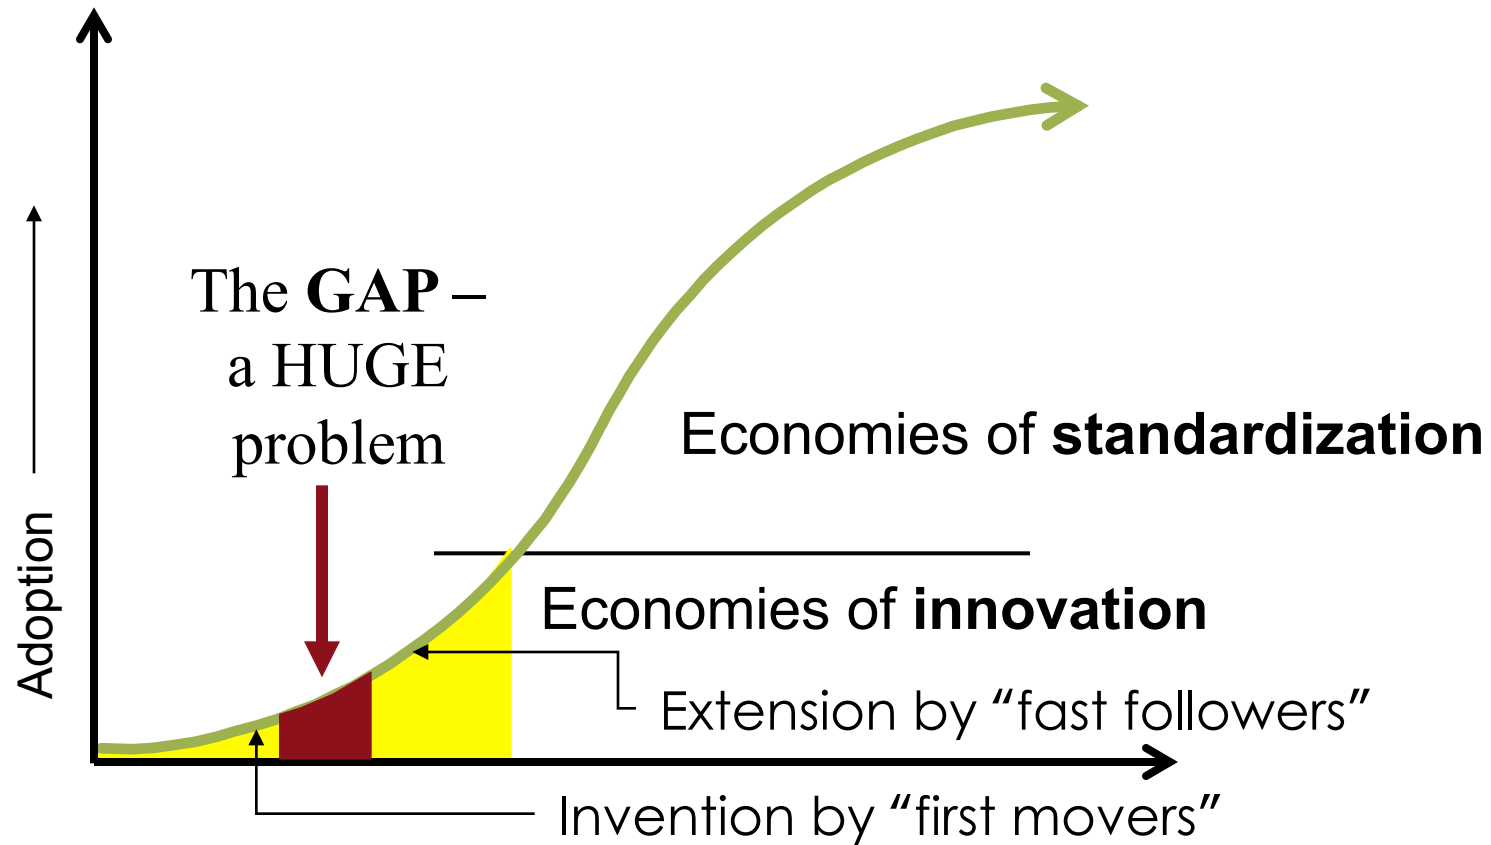 The GAP –
a HUGE
problem
Economies of standardization
Adoption
Economies of innovation
Extension by “fast followers”
Invention by “first movers”